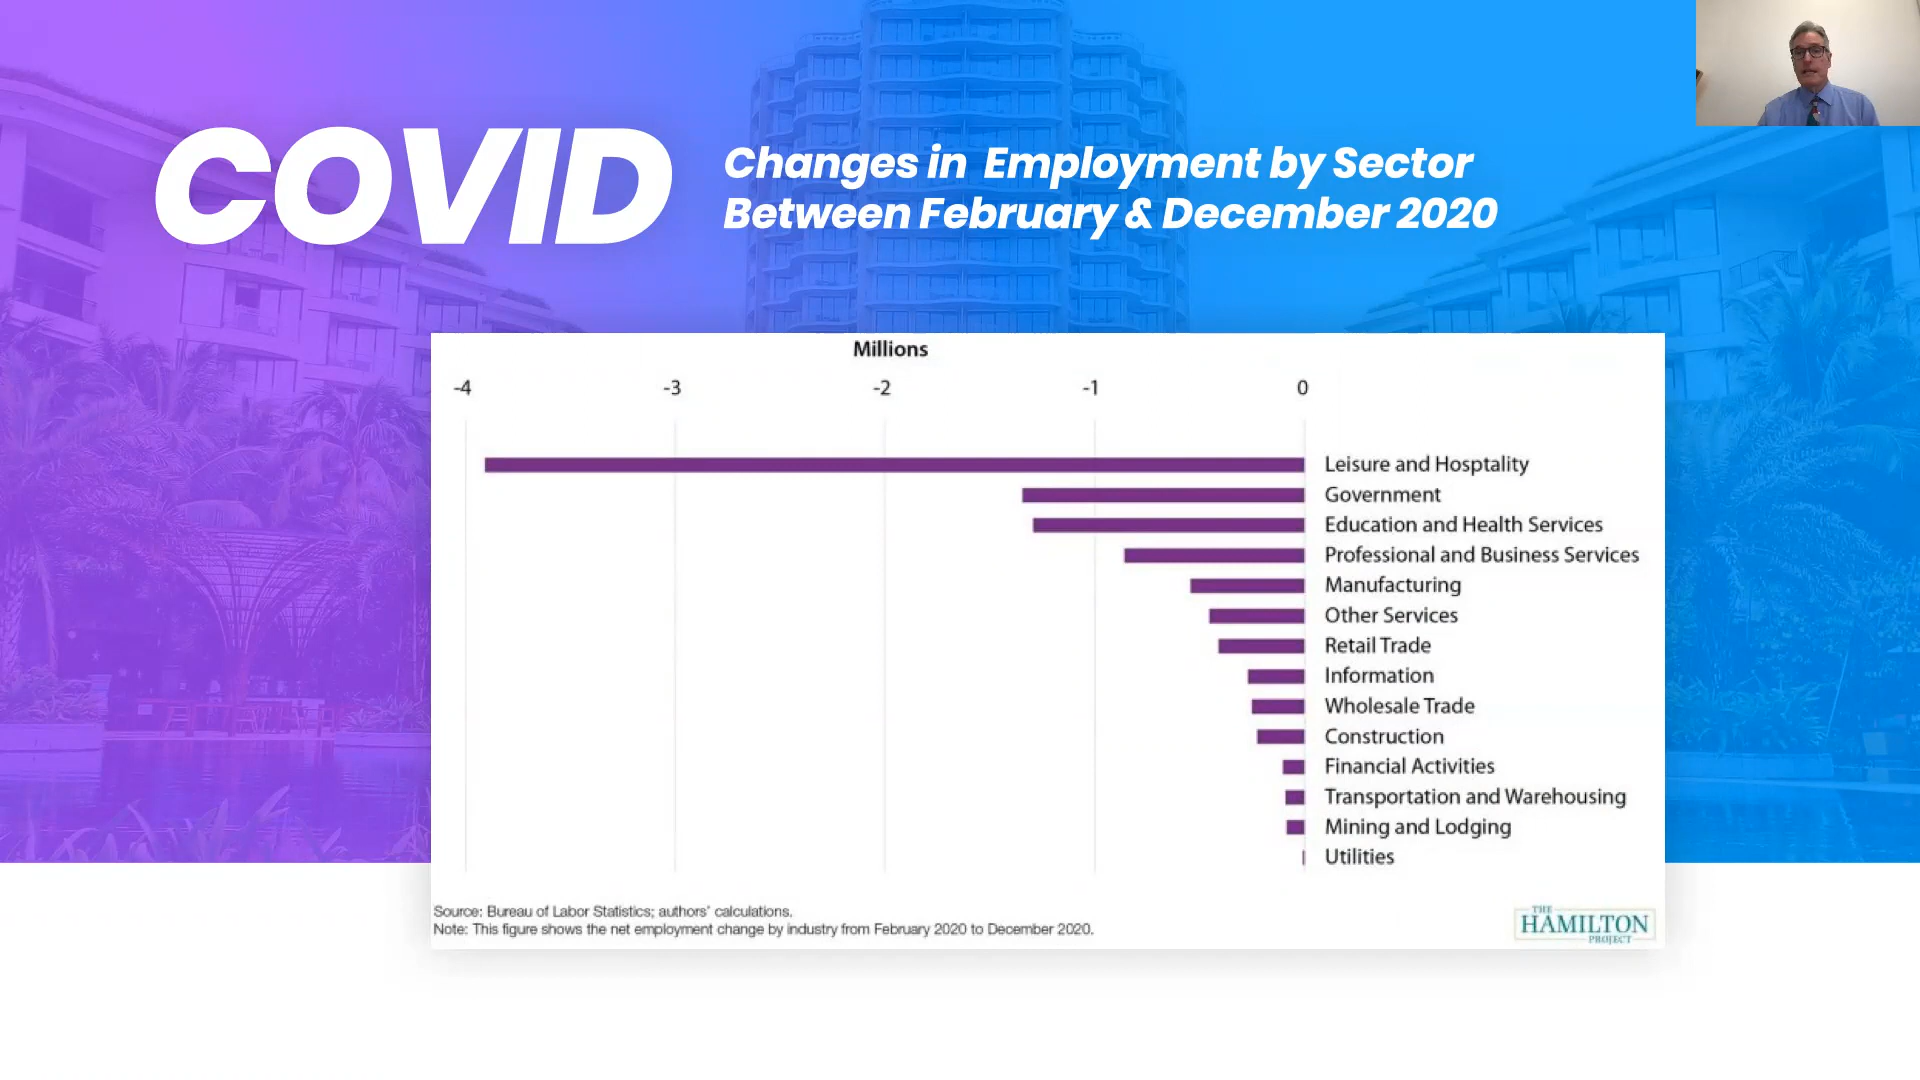 COVID
Changes in Employment by Sector
Between February & December 2020
Millions
-4 -3 -2 -1 0
Leisure and Hosptality
Government
Education and Health Services
Professional and Business Services
Manufacturing
Other Services
Retail Trade
Information
Wholesale Trade
Construction
Financial Activities
Transportation and Warehousing
Mining and Lodging
Utilities
Source: Bureau of Labor Statistics; authors' calculations.
Note: This figure shows the net employment change by industry from February 2020 to December 2020.
THE
HAMILTON
PROJECT